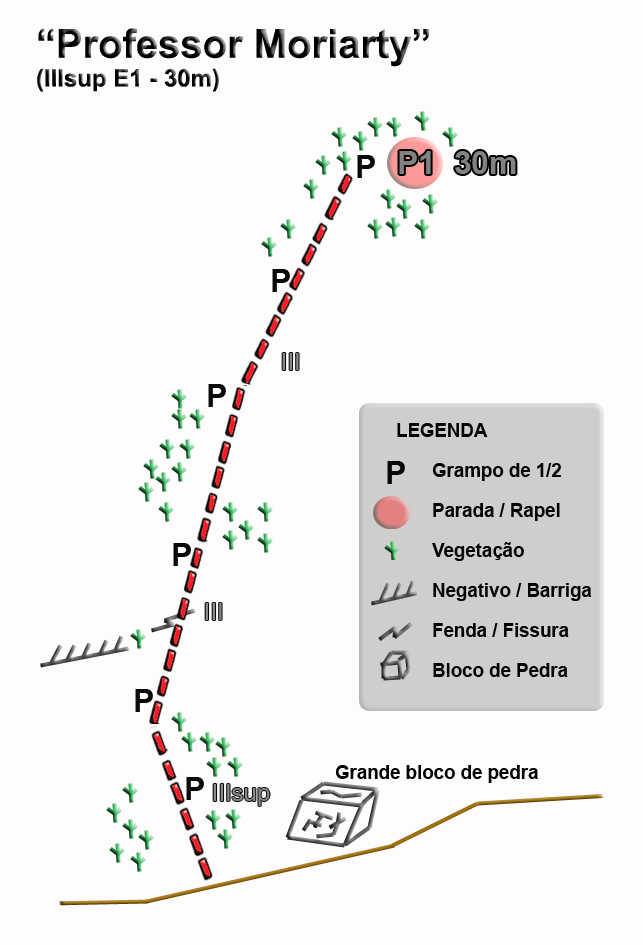 “Professor Moriarty”
(IIIsup E1 - 30m)
P P1 30m
P
III
P
P
III
P
P IIIsup
LEGENDA
P Grampo de 1/2
Parada / Rapel
Vegetação
Negativo / Barriga
Fenda / Fissura
Bloco de Pedra
Grande bloco de pedra